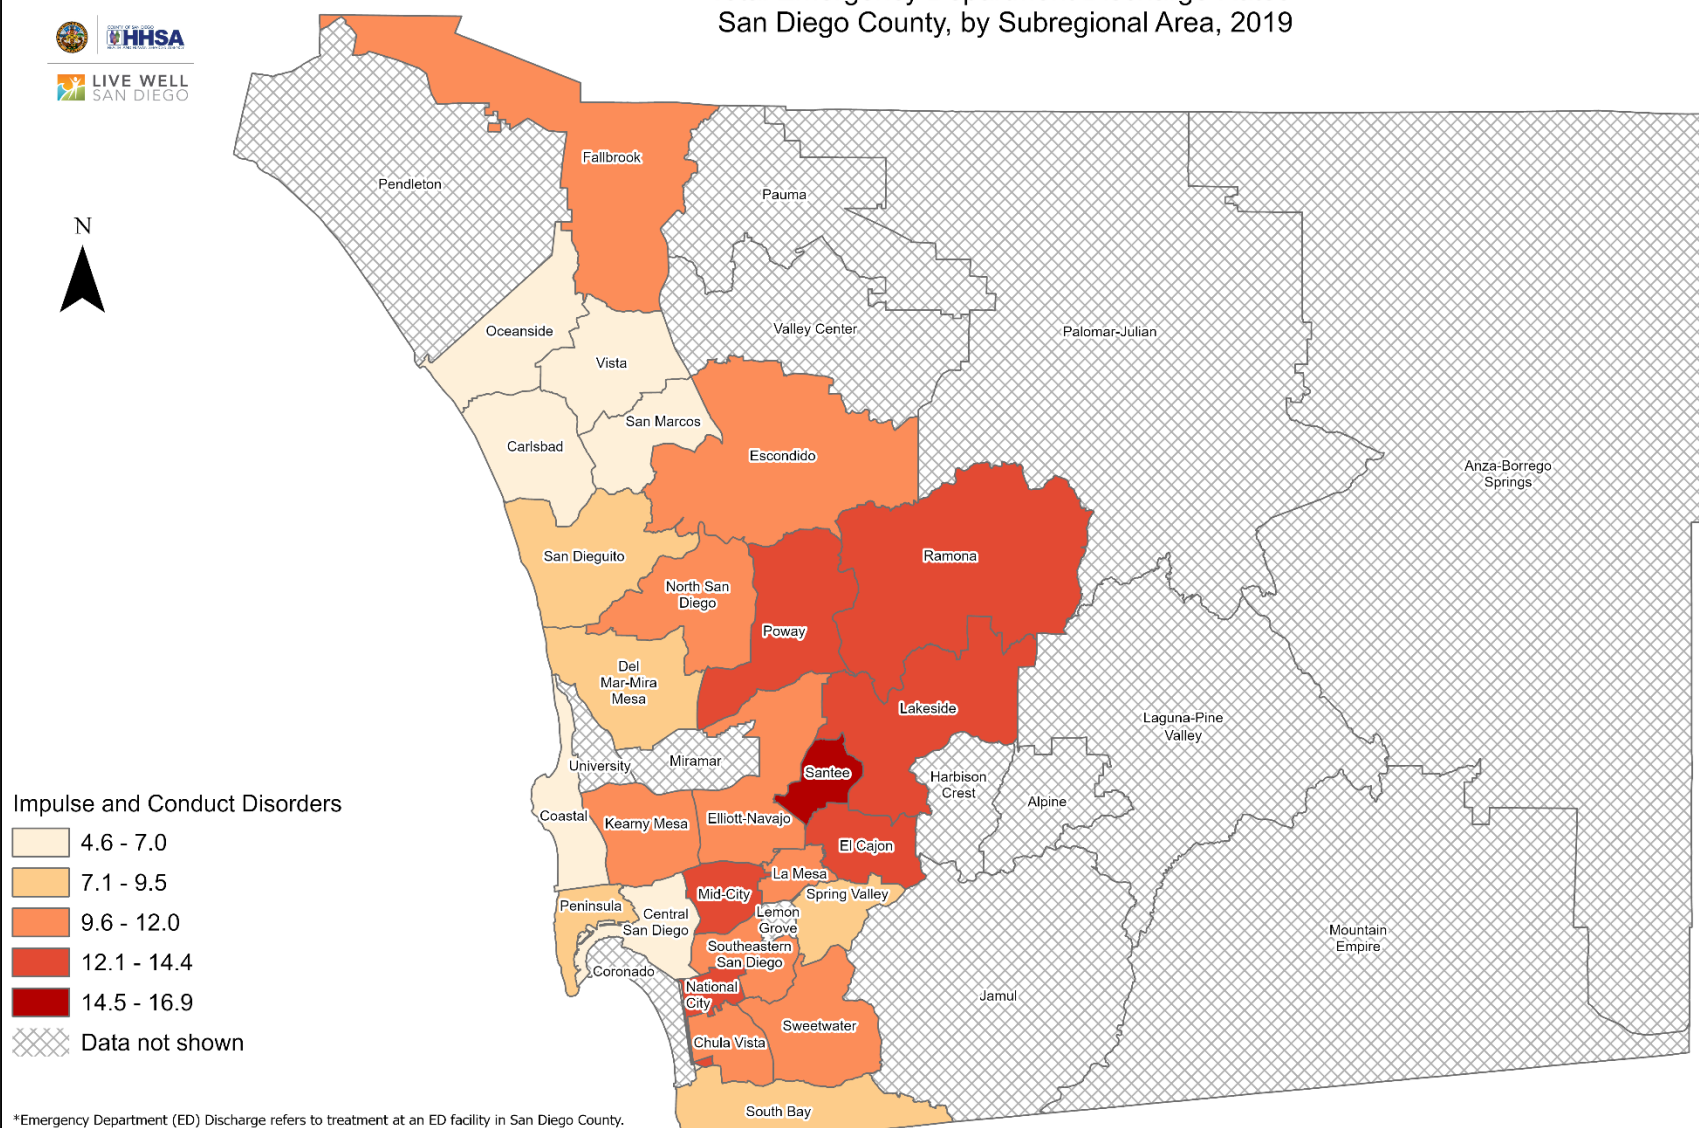 San Diego County, by Subregional Area, 2019
COUNTY OF SAN DIEGO
HHSA
LIVE WELL
SAN DIEGO
N
Fallbrook
Pendleton
Pauma
Oceanside
Valley Center
Palomar-Julian
Vista
San Marcos
Carlsbad
Escondido
Anza-Borrego
Springs
San Dieguito
Ramona
North San
Diego
Poway
Del
Mar-Mira
Mesa
Lakeside
Laguna-Pine
Valley
University
Miramar
Santee
Harbison
Crest
Alpine
Coastal
Kearny Mesa
Elliott-Navajo
El Cajon
La Mesa
Mid-City
Spring Valley
Peninsula
Central
San Diego
Lemon
Grove
Southeastern
San Diego
Mountain
Empire
Coronado
National
City
Jamul
Sweetwater
Chula Vista
South Bay
Impulse and Conduct Disorders
4.6 - 7.0
7.1 - 9.5
9.6 - 12.0
12.1 - 14.4
14.5 - 16.9
Data not shown
*Emergency Department (ED) Discharge refers to treatment at an ED facility in San Diego County.